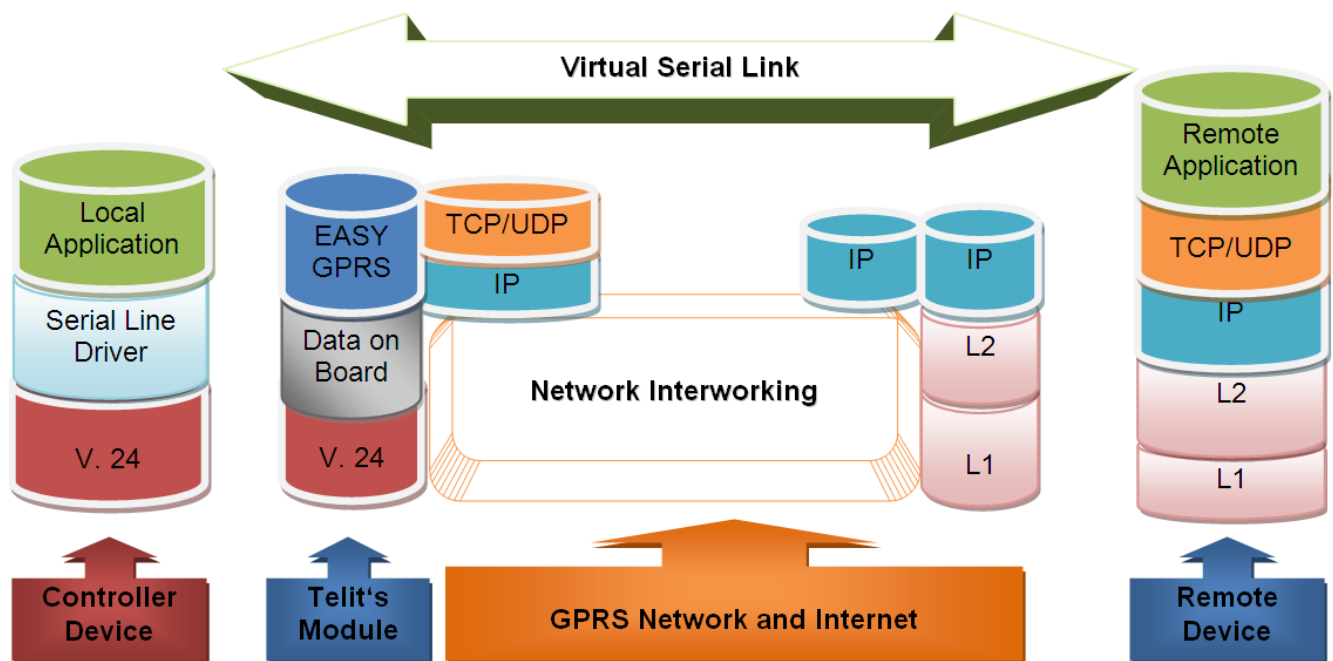 Virtual Serial Link
Local
Application
Serial Line
Driver
V. 24
EASY
GPRS
Data on
Board
V. 24
TCP/UDP
IP
Network Interworking
IP
IP
L2
L1
Remote
Application
TCP/UDP
IP
L2
L1
Controller
Device
Telit‘s
Module
GPRS Network and Internet
Remote
Device